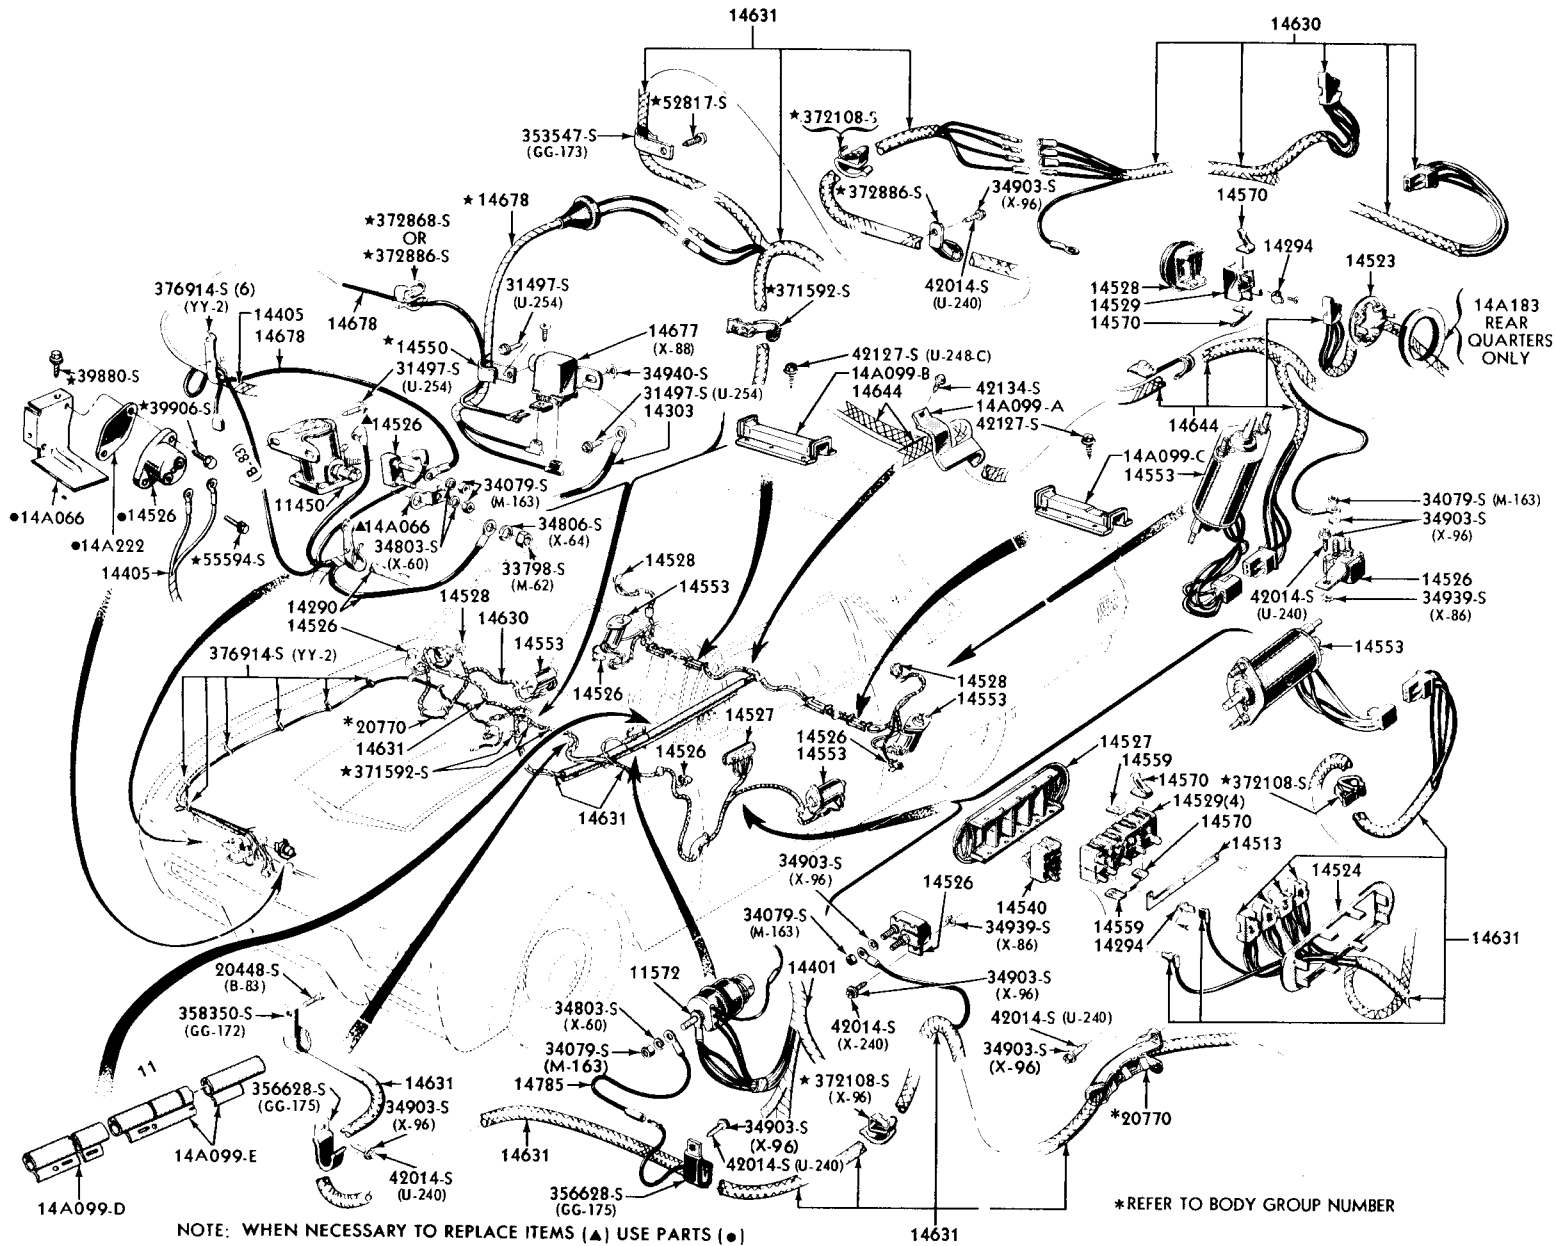 14631
14630
★52817-S
353547-S
(GG-173)
★372108-S
★14678
★372886-S
34903-S
(X-96)
14570
★372868-S
OR
★372886-S
14294
14523
376914-S (6)
(YY-2)
14405
14678
14678
31497-S
(U-254)
★371592-S
42014-S
(U-240)
14528
14529
14570
14A183
REAR
QUARTERS
ONLY
★14550
31497-S
(U-254)
14677
(X-88)
34940-S
31497-S (U-254)
14303
42127-S (U-248-C)
14A099-B
14644
42134-S
14A099-A
42127-S
★39880-S
★39906-S
▲
14526
(B-83)
14644
14A099-C
14553
34079-S
(M-163)
34079-S (M-163)
34903-S
(X-96)
●14A066
●14526
●14A222
11450
▲14A066
34803-S
(X-60)
34806-S
(X-64)
33798-S
(M-62)
14405
★55594-S
14528
14553
42014-S
(U-240)
14526
34939-S
(X-86)
14290
14526
14528
14630
14553
376914-S (YY-2)
14526
14528
14553
14553
*20770
14631
★371592-S
14527
14526
14526
14553
14631
14527
14559
14570
14529(4)
14570
14513
★372108-S
34903-S
(X-96)
14526
14540
14559
14294
14524
34079-S
(M-163)
34939-S
(X-86)
14631
20448-S
(B-83)
358350-S
(GG-172)
11572
14401
34903-S
(X-96)
34803-S
(X-60)
34079-S
(M-163)
14785
42014-S
(X-240)
42014-S (U-240)
34903-S
(X-96)
11
356628-S
(GG-175)
14631
34903-S
(X-96)
★372108-S
(X-96)
*20770
34903-S
(X-96)
42014-S (U-240)
14A099-E
14631
42014-S
(U-240)
356628-S
(GG-175)
14A099-D
*REFER TO BODY GROUP NUMBER
NOTE: WHEN NECESSARY TO REPLACE ITEMS (▲) USE PARTS (●)
14631